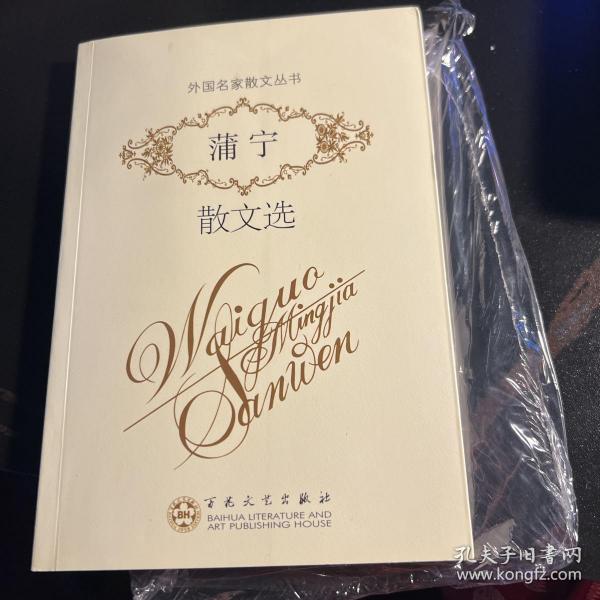 外国名家散文丛书
蒲宁
散文选
Waiguo
Mingjia
Sanwen
BH
百花文艺出版社
BAIHUA LITERATURE AND
ART PUBLISHING HOUSE
孔夫子旧书网
www.kongfz.com